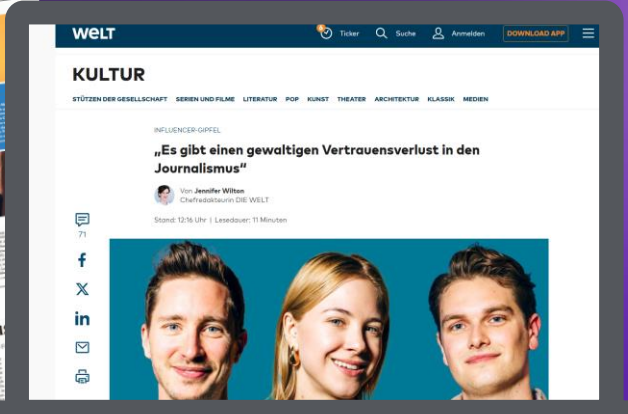 WELT
6
Ticker
Suche
Anmelden
DOWNLOAD APP
KULTUR
STÜTZEN DER GESELLSCHAFT SERIEN UND FILME LITERATUR POP KUNST THEATER ARCHITEKTUR KLASSIK MEDIEN
INFLUENCER-GIPFEL
„Es gibt einen gewaltigen Vertrauensverlust in den
Journalismus“
Von Jennifer Wilton
Chefredakteurin DIE WELT
Stand: 12:16 Uhr | Lesedauer: 11 Minuten
71
f
X
in